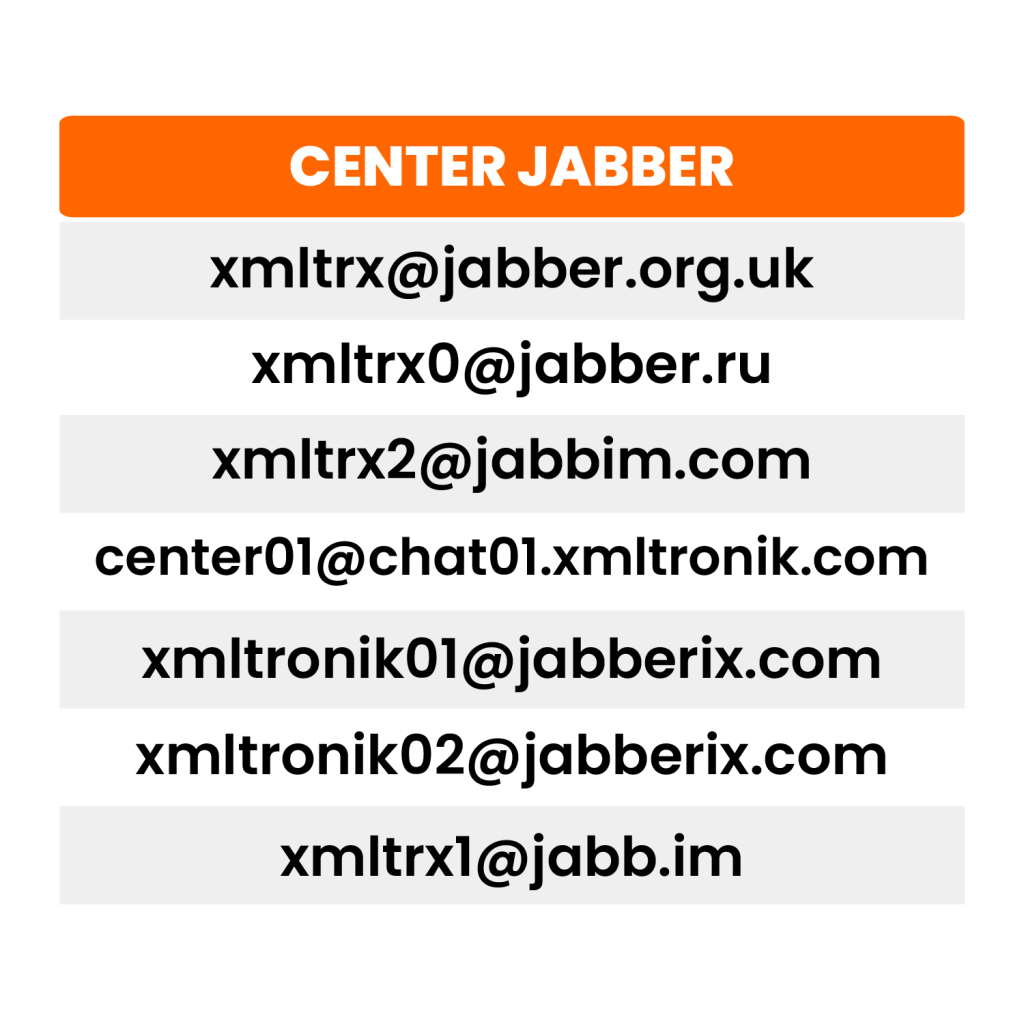 CENTER JABBER
xmltrx@jabber.org.uk
xmltrx0@jabber.ru
xmltrx2@jabbim.com
center01@chat01.xmltronik.com
xmltronik01@jabberix.com
xmltronik02@jabberix.com
xmltrx1@jabb.im